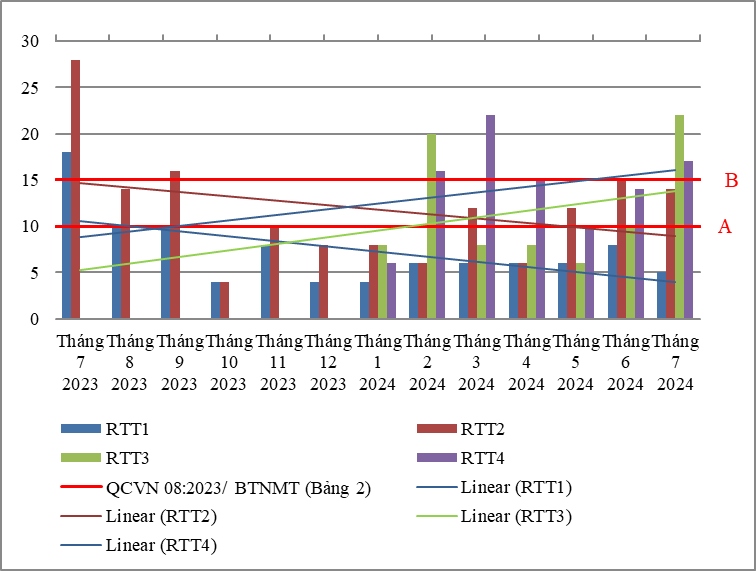 30
25
20
15
10
5
0
B
A
Tháng 7 2023
Tháng 8 2023
Tháng 9 2023
Tháng 10 2023
Tháng 11 2023
Tháng 12 2023
Tháng 1 2024
Tháng 2 2024
Tháng 3 2024
Tháng 4 2024
Tháng 5 2024
Tháng 6 2024
Tháng 7 2024
RTT1
RTT2
RTT3
RTT4
QCVN 08:2023/ BTNMT (Bảng 2)
Linear (RTT1)
Linear (RTT2)
Linear (RTT3)
Linear (RTT4)